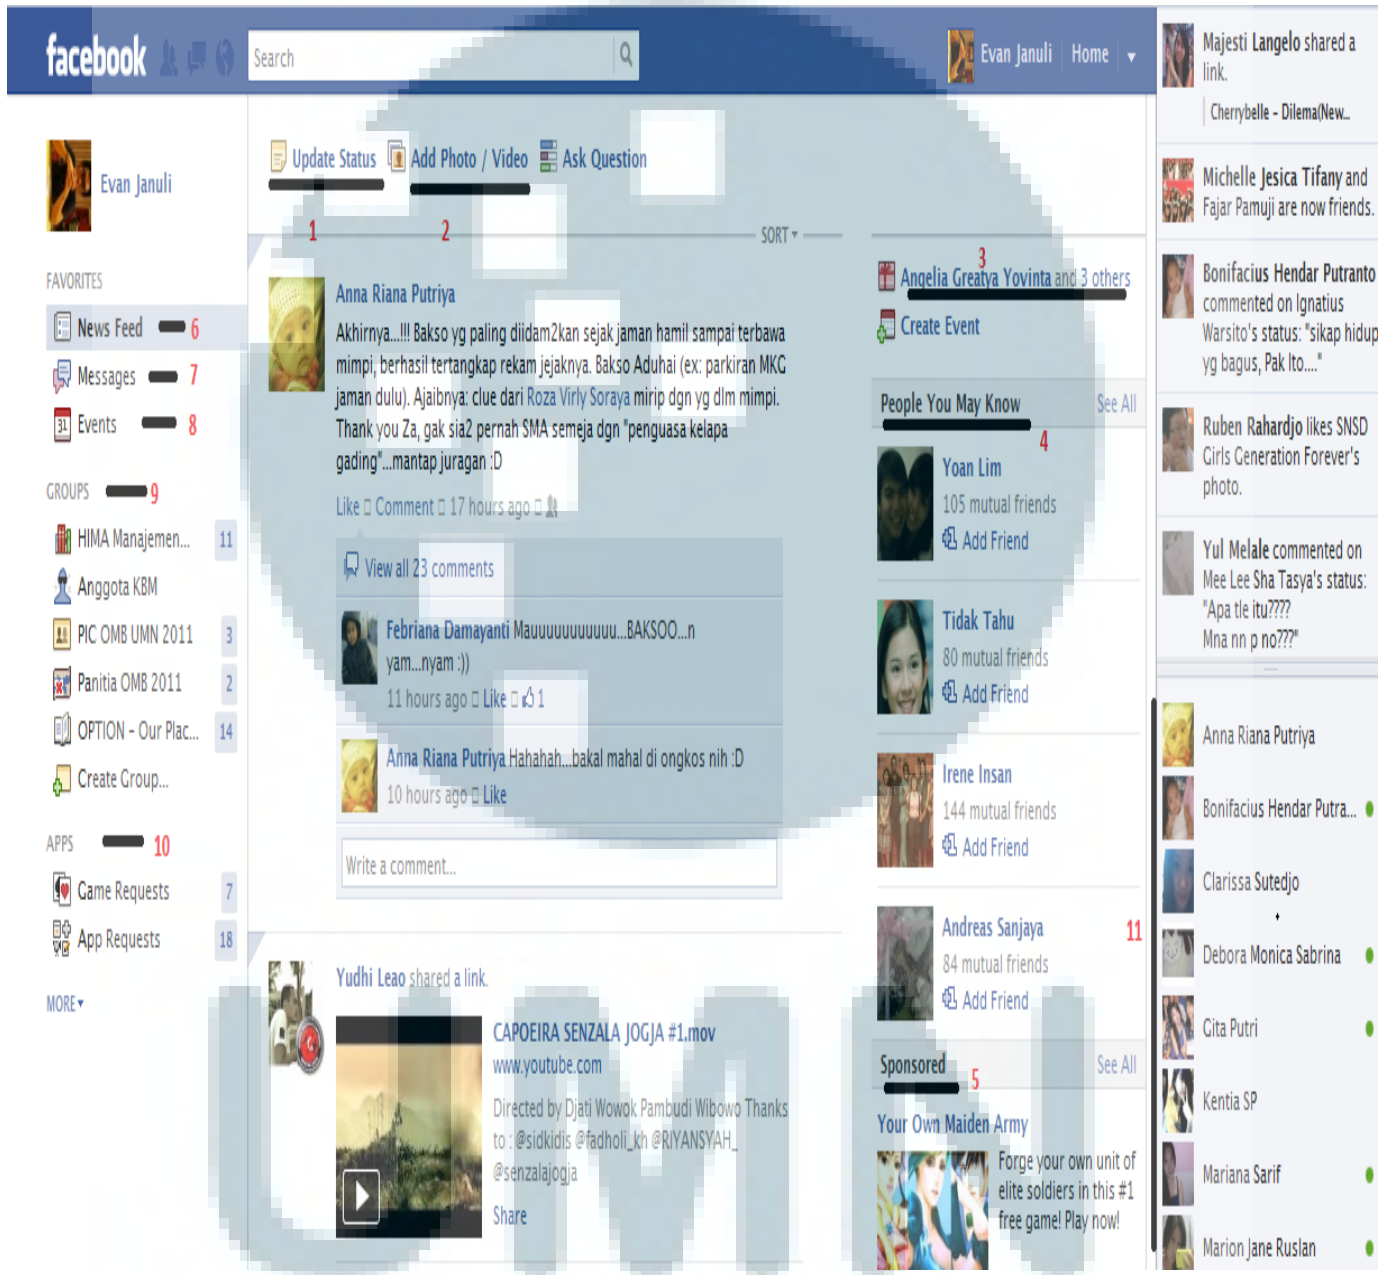 facebook
Search
Evan Januli Home
Evan Januli
FAVORITES
News Feed 6
Messages 7
Events 8
GROUPS 9
HIMA Manajemen... 11
Anggota KBM
PIC OMB UMN 2011 3
Panitia OMB 2011 2
OPTION - Our Plac... 14
Create Group...
APPS 10
Game Requests 7
App Requests 18
MORE
Update Status Add Photo / Video Ask Question
1 2
SORT
Anna Riana Putriya
Akhirnya...!!! Bakso yg paling diidam2kan sejak jaman hamil sampai terbawa
mimpi, berhasil tertangkap rekam jejaknya. Bakso Aduhai (ex: parkiran MKG
jaman dulu). Ajaibnya: clue dari Roza Virly Soraya mirip dgn yg dlm mimpi.
Thank you Za, gak sia2 pernah SMA semeja dgn "penguasa kelapa
gading"...mantap juragan :D
Like Comment 17 hours ago
View all 23 comments
Febriana Damayanti Mauuuuuuuuuuu...BAKSOO...n
yam...nyam :))
11 hours ago Like 1
Anna Riana Putriya Hahahah...bakal mahal di ongkos nih :D
10 hours ago Like
Write a comment...
Yudhi Leao shared a link.
CAPOEIRA SENZALA JOGJA #1.mov
www.youtube.com
Directed by Djati Wowok Pambudi Wibowo Thanks
to : @sidkidis @fadholi_kh @RIYANSYAH_
@senzalajogja
Share
3
Angelia Greatya Yovinta and 3 others
Create Event
People You May Know See All
4
Yoan Lim
105 mutual friends
Add Friend
Tidak Tahu
80 mutual friends
Add Friend
Irene Insan
144 mutual friends
Add Friend
Andreas Sanjaya 11
84 mutual friends
Add Friend
Sponsored See All
5
Your Own Maiden Army
Forge your own unit of
elite soldiers in this #1
free game! Play now!
Majesti Langelo shared a
link.
Cherrybelle - Dilema(New...
Michelle Jesica Tifany and
Fajar Pamuji are now friends.
Bonifacius Hendar Putranto
commented on Ignatius
Warsito's status: "sikap hidup
yg bagus, Pak Ito...."
Ruben Rahardjo likes SNSD
Girls Generation Forever's
photo.
Yul Melale commented on
Mee Lee Sha Tasya's status:
"Apa tle itu????
Mna nn p no???"
Anna Riana Putriya
Bonifacius Hendar Putra...
Clarissa Sutedjo
Debora Monica Sabrina
Gita Putri
Kentia SP
Mariana Sarif
Marion Jane Ruslan
UMN